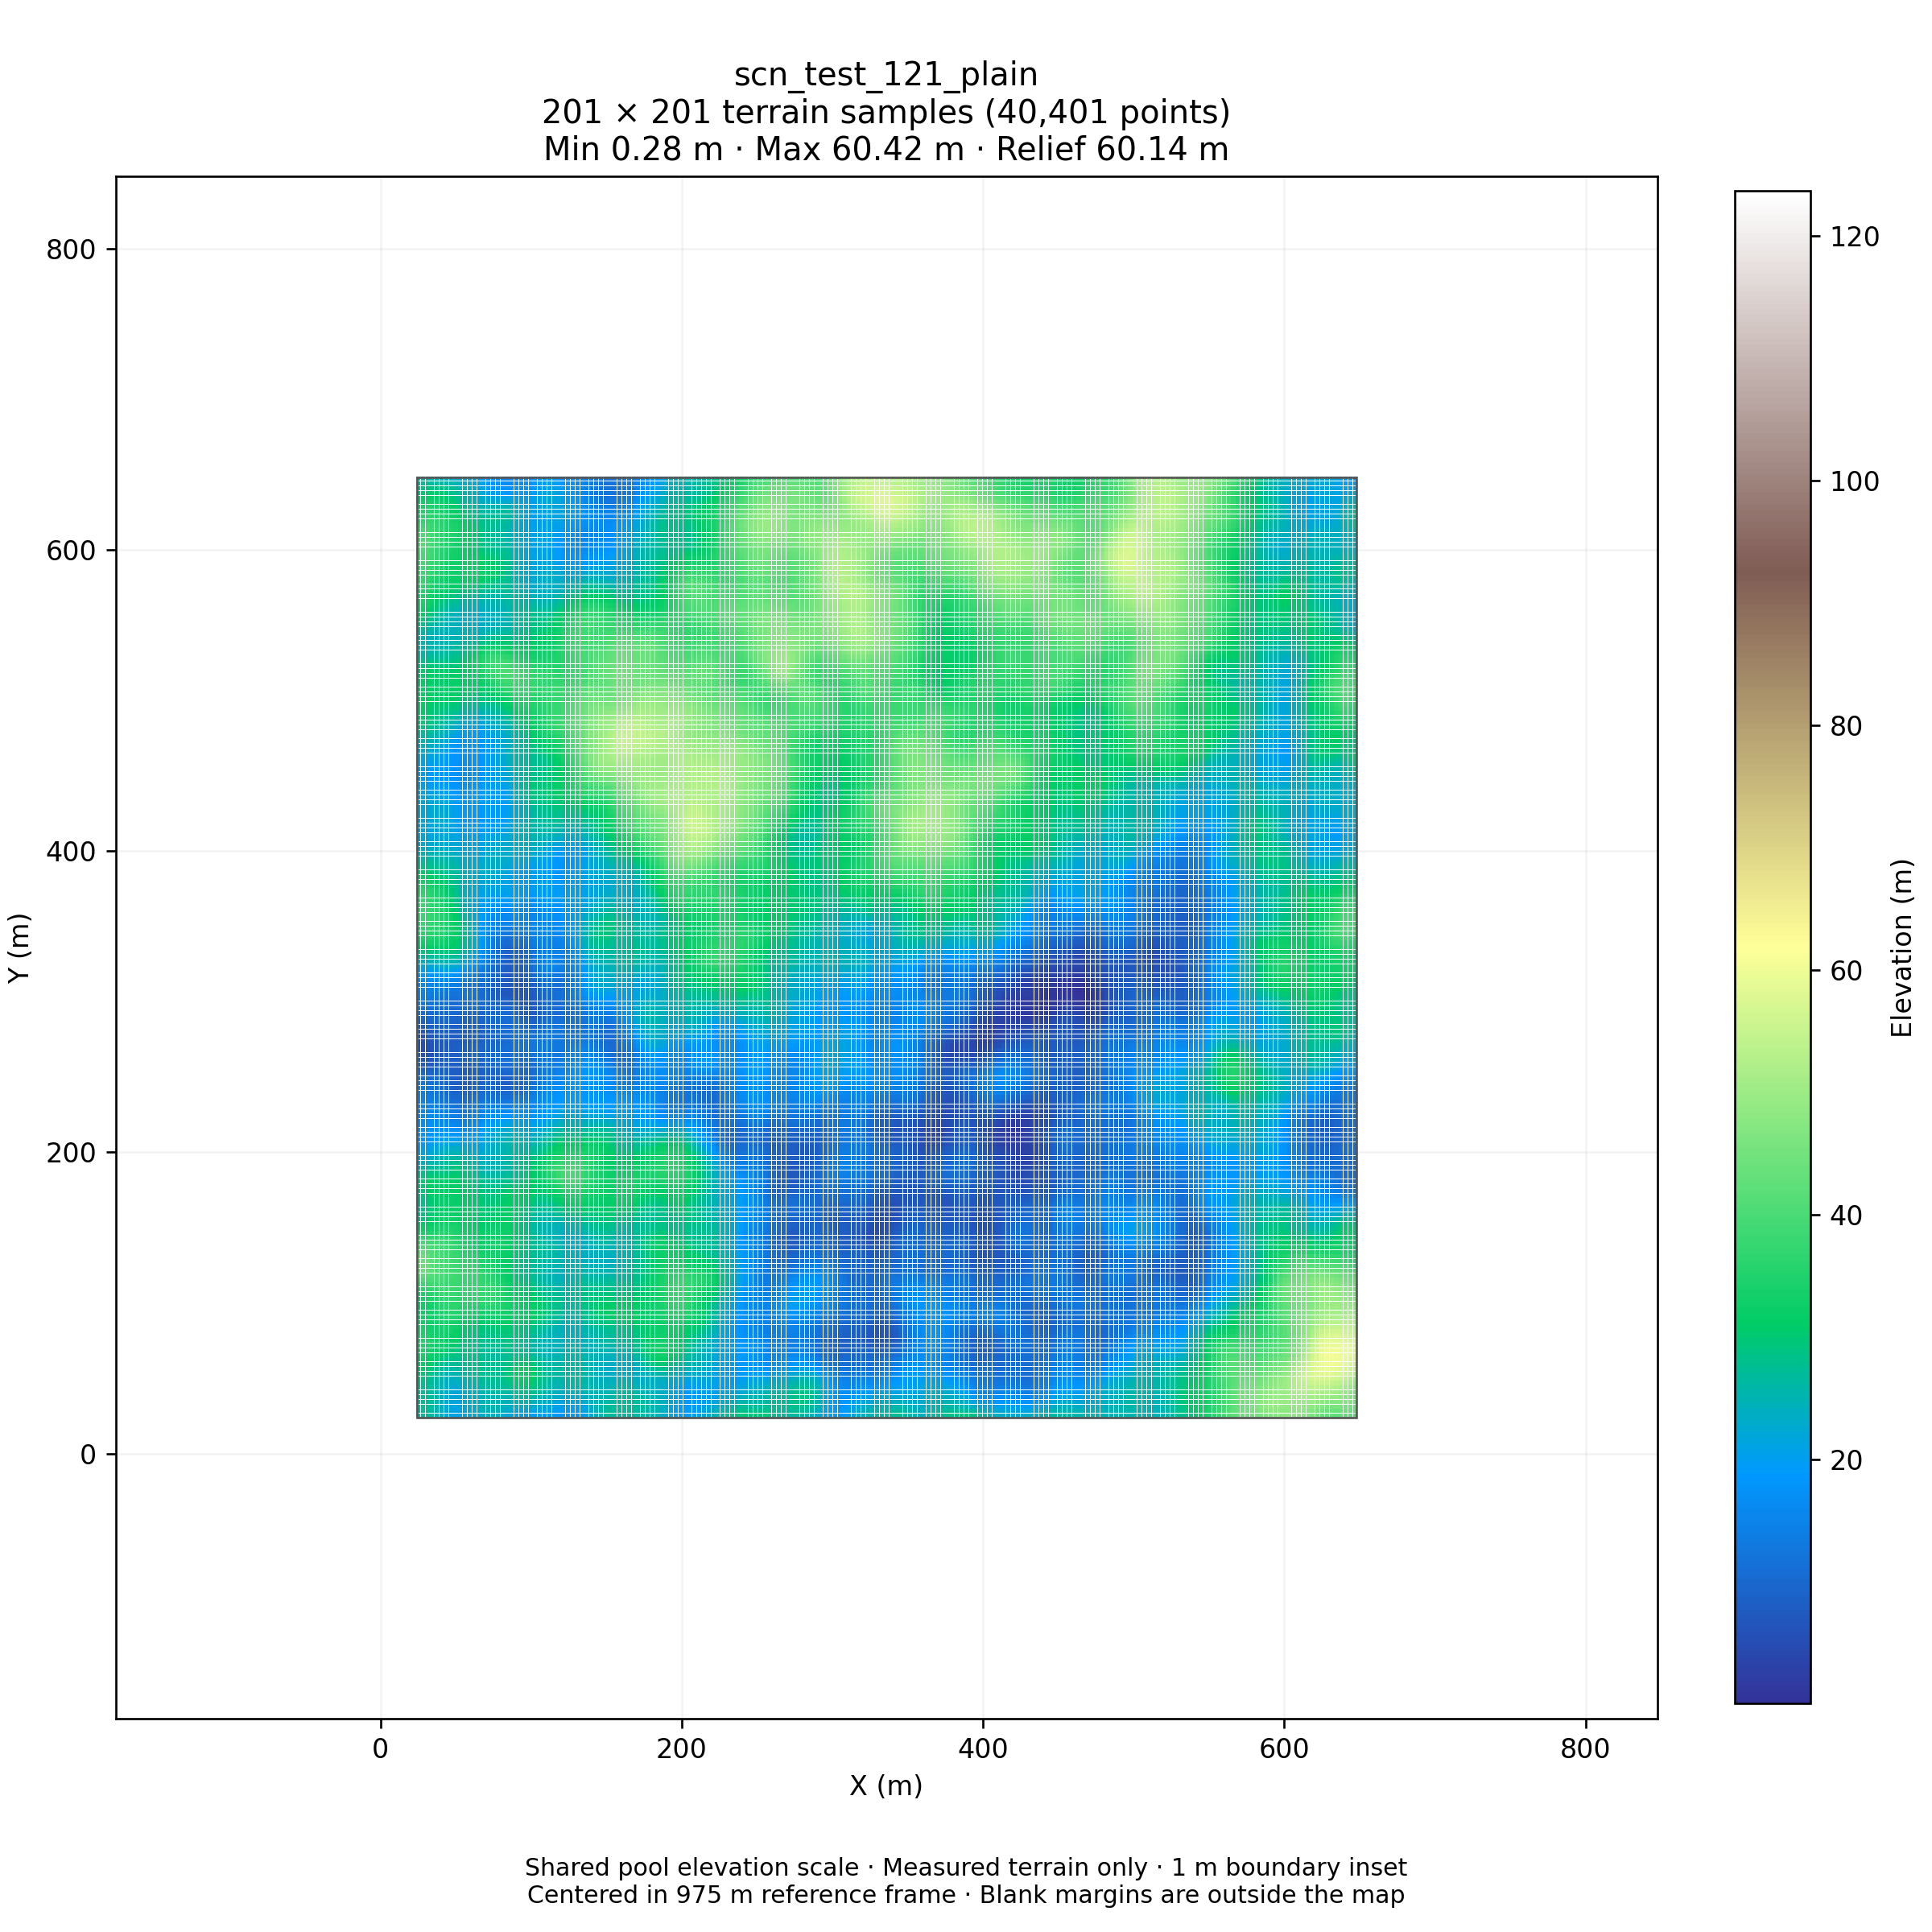 scn_test_121_plain
201 × 201 terrain samples (40,401 points)
Min 0.28 m · Max 60.42 m · Relief 60.14 m
800
600
400
200
0
Y (m)
0 200 400 600 800
X (m)
120
100
80
60
40
20
Elevation (m)
Shared pool elevation scale · Measured terrain only · 1 m boundary inset
Centered in 975 m reference frame · Blank margins are outside the map